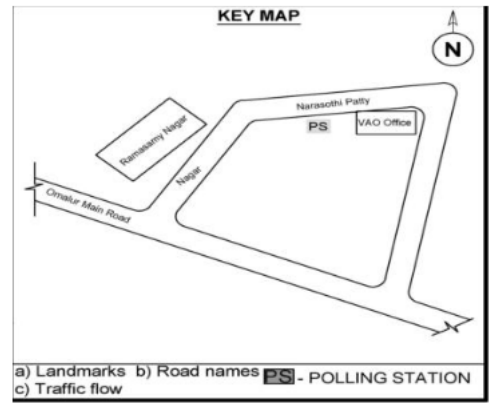 KEY MAP
N
Narasothi Patty
PS
VAO Office
Ramasamy Nagar
Nagar
Omalur Main Road
a) Landmarks b) Road names PS - POLLING STATION
c) Traffic flow